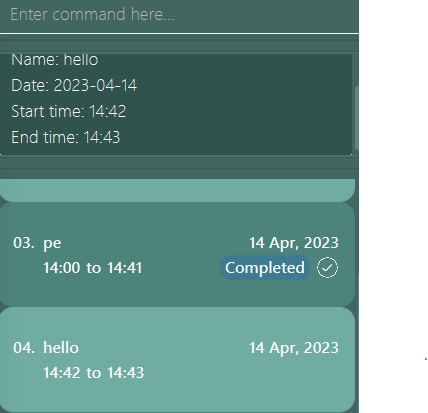 Enter command here...
Name: hello
Date: 2023-04-14
Start time: 14:42
End time: 14:43
03. pe 14 Apr, 2023
14:00 to 14:41 Completed
04. hello 14 Apr, 2023
14:42 to 14:43